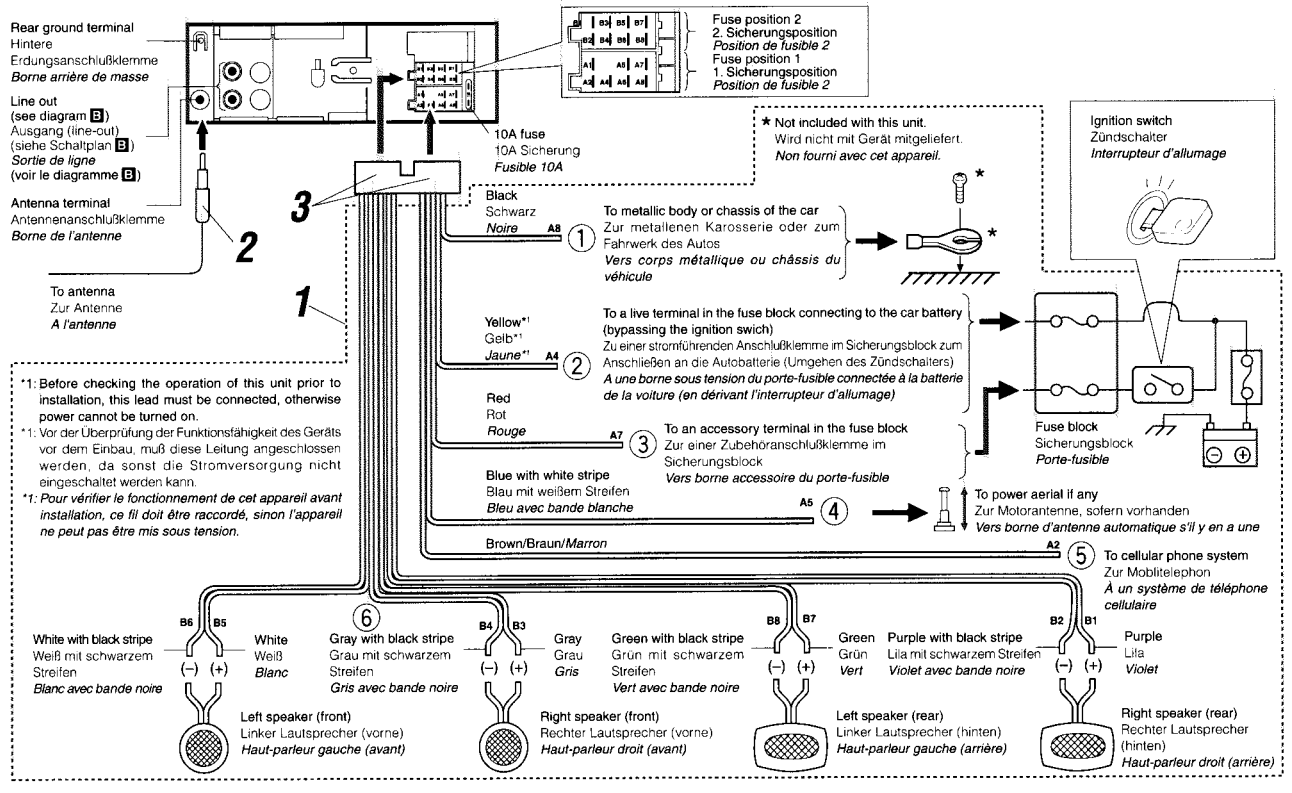 Rear ground terminal
Hintere
Erdungsanschlußklemme
Borne arrière de masse
Line out
(see diagram B)
Ausgang (line-out)
(siehe Schaltplan B)
Sortie de ligne
(voir le diagramme B)
Antenna terminal
Antennenanschlußklemme
Borne de l'antenne
2
To antenna
Zur Antenne
A l'antenne
B3 B5 B7
B2 B4 B6 B8
A1 A5 A7
A2 A4 A6 A8
Fuse position 2
2. Sicherungsposition
Position de fusible 2
Fuse position 1
1. Sicherungsposition
Position de fusible 2
10A fuse
10A Sicherung
Fusible 10A
* Not included with this unit.
Wird nicht mit Gerät mitgeliefert.
Non fourni avec cet appareil.
Ignition switch
Zündschalter
Interrupteur d'allumage
3
1
Black
Schwarz
Noire
A8
1
To metallic body or chassis of the car
Zur metallenen Karosserie oder zum
Fahrwerk des Autos
Vers corps métallique ou châssis du
véhicule
*
*
Yellow*1
Gelb*1
Jaune*1
A4
2
To a live terminal in the fuse block connecting to the car battery
(bypassing the ignition swich)
Zu einer stromführenden Anschlußklemme im Sicherungsblock zum
Anschließen an die Autobatterie (Umgehen des Zündschalters)
A une borne sous tension du porte-fusible connectée à la batterie
de la voiture (en dérivant l'interrupteur d'allumage)
Red
Rot
Rouge
A7
3
To an accessory terminal in the fuse block
Zur einer Zubehöranschlußklemme im
Sicherungsblock
Vers borne accessoire du porte-fusible
Fuse block
Sicherungsblock
Porte-fusible
- +
*1: Before checking the operation of this unit prior to
installation, this lead must be connected, otherwise
power cannot be turned on.
*1: Vor der Überprüfung der Funktionsfähigkeit des Geräts
vor dem Einbau, muß diese Leitung angeschlossen
werden, da sonst die Stromversorgung nicht
eingeschaltet werden kann.
*1: Pour vérifier le fonctionnement de cet appareil avant
installation, ce fil doit être raccordé, sinon l'appareil
ne peut pas être mis sous tension.
Blue with white stripe
Blau mit weißem Streifen
Bleu avec bande blanche
A5
4
To power aerial if any
Zur Motorantenne, sofern vorhanden
Vers borne d'antenne automatique s'il y en a une
Brown/Braun/Marron
A2
5
To cellular phone system
Zur Moblitelephon
À un système de téléphone
cellulaire
6
B6 B5
White with black stripe
Weiß mit schwarzem
Streifen
Blanc avec bande noire
(−) (+)
White
Weiß
Blanc
Left speaker (front)
Linker Lautsprecher (vorne)
Haut-parleur gauche (avant)
B4 B3
Gray with black stripe
Grau mit schwarzem
Streifen
Gris avec bande noire
(−) (+)
Gray
Grau
Gris
Right speaker (front)
Rechter Lautsprecher (vorne)
Haut-parleur droit (avant)
B8 B7
Green with black stripe
Grün mit schwarzem
Streifen
Vert avec bande noire
(−) (+)
Green
Grün
Vert
Left speaker (rear)
Linker Lautsprecher (hinten)
Haut-parleur gauche (arrière)
B2 B1
Purple with black stripe
Lila mit schwarzem Streifen
Violet avec bande noire
(−) (+)
Purple
Lila
Violet
Right speaker (rear)
Rechter Lautsprecher
(hinten)
Haut-parleur droit (arrière)